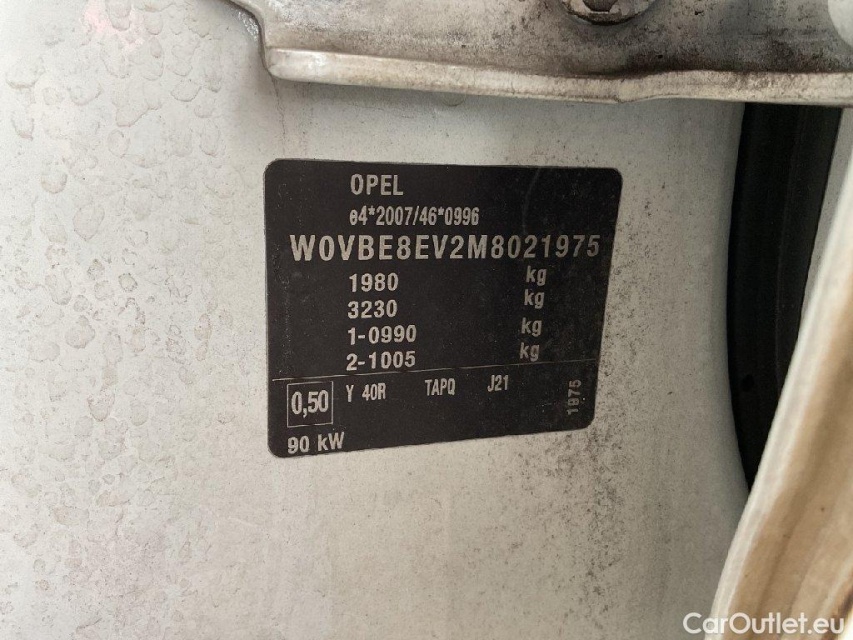 OPEL
e4*2007/46*0996
W0VBE8EV2M8021975
1980 kg
3230 kg
1-0990 kg
2-1005 kg
0,50 Y 40R TAPQ J21
1975
90 kW
CarOutlet.eu